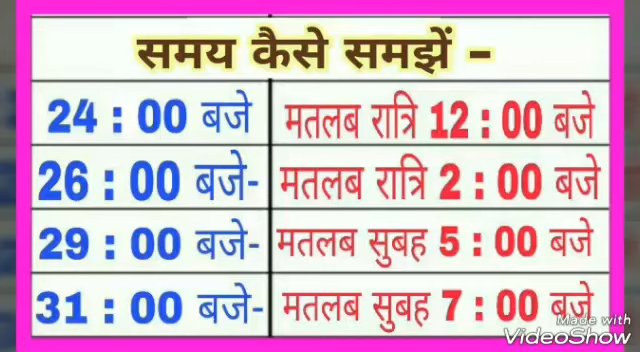 समय कैसे समझें -
24 : 00 बजे मतलब रात्रि 12 : 00 बजे
26 : 00 बजे- मतलब रात्रि 2 : 00 बजे
29 : 00 बजे- मतलब सुबह 5 : 00 बजे
31 : 00 बजे- मतलब सुबह 7 : 00 बजे
Made with
VideoShow